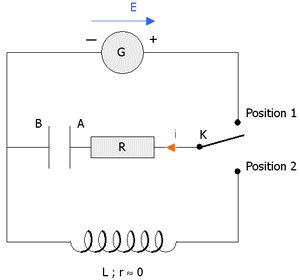 E
− G +
Position 1
B A K
i
R
Position 2
L ; r ≈ 0